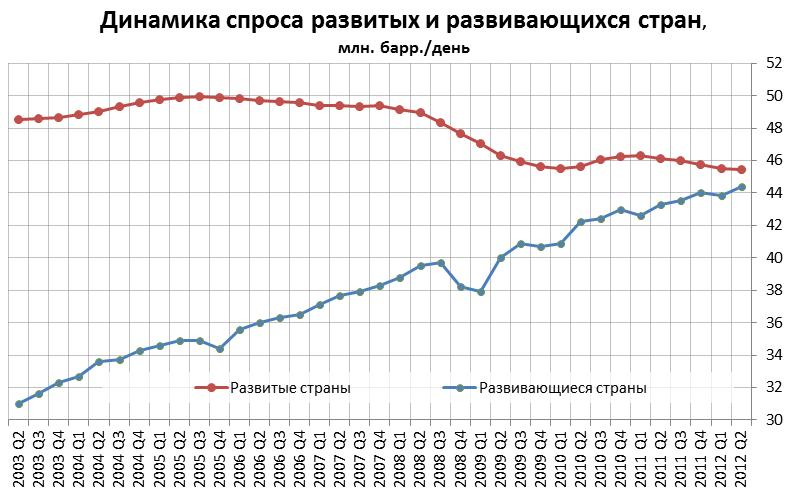 Динамика спроса развитых и развивающихся стран,
млн. барр./день
52
50
48
46
44
42
40
38
36
34
32
30
Развитые страны
Развивающиеся страны
2003 Q2
2003 Q3
2003 Q4
2004 Q1
2004 Q2
2004 Q3
2004 Q4
2005 Q1
2005 Q2
2005 Q3
2005 Q4
2006 Q1
2006 Q2
2006 Q3
2006 Q4
2007 Q1
2007 Q2
2007 Q3
2007 Q4
2008 Q1
2008 Q2
2008 Q3
2008 Q4
2009 Q1
2009 Q2
2009 Q3
2009 Q4
2010 Q1
2010 Q2
2010 Q3
2010 Q4
2011 Q1
2011 Q2
2011 Q3
2011 Q4
2012 Q1
2012 Q2